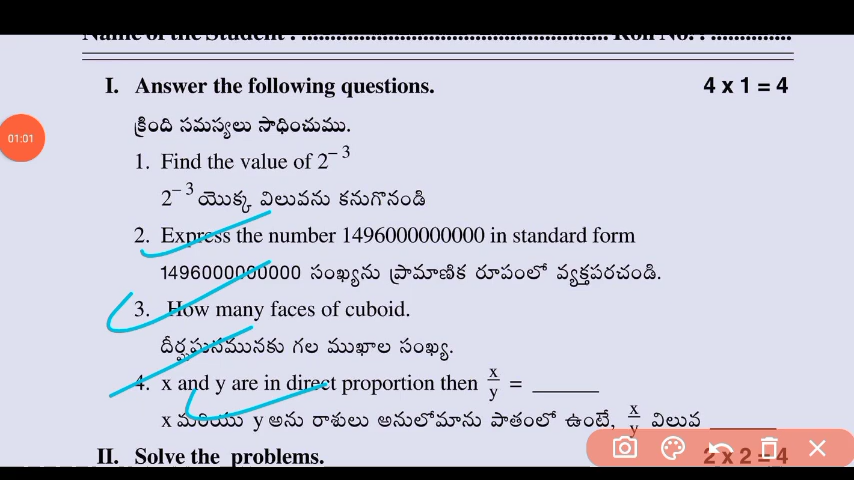 Name of the Student : ........................................................... Roll No. : ...............
I. Answer the following questions. 4 x 1 = 4
క్రింది సమస్యలు సాధించుము.
01:01
1. Find the value of 2⁻³
2⁻³ యొక్క విలువను కనుగొనండి
2. Express the number 1496000000000 in standard form
1496000000000 సంఖ్యను ప్రామాణిక రూపంలో వ్యక్తపరచండి.
3. How many faces of cuboid.
దీర్ఘఘనమునకు గల ముఖాల సంఖ్య.
4. x and y are in direct proportion then x/y = ______
x మరియు y అను రాశులు అనులోమాను పాతంలో ఉంటే, x/y విలువ ______
II. Solve the problems. 2 x 2 = 4